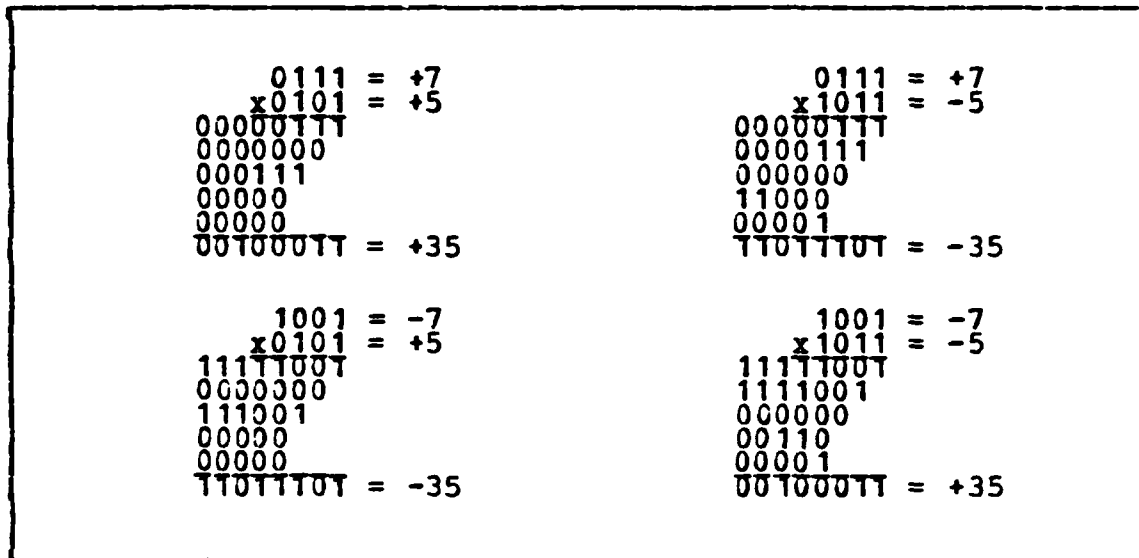 0111 = +7
x0101 = +5
00000111
0000000
000111
00000
00000
00100011 = +35
0111 = +7
x1011 = -5
00000111
0000111
000000
11000
00001
11011101 = -35
1001 = -7
x0101 = +5
11111001
0000000
111001
00000
00000
11011101 = -35
1001 = -7
x1011 = -5
11111001
1111001
000000
00110
00001
00100011 = +35